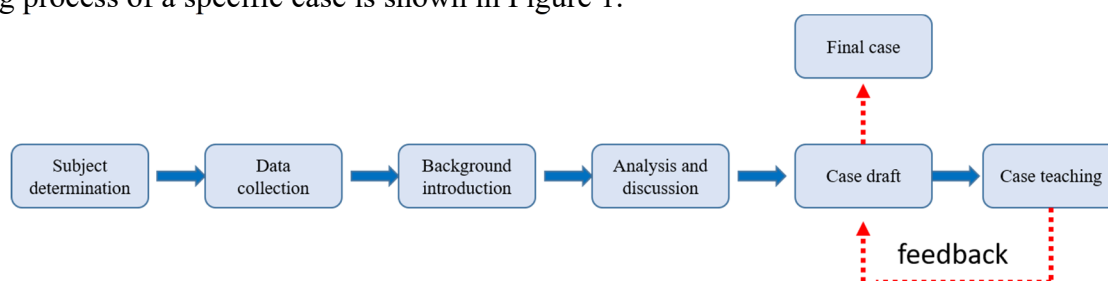 g process of a specific case is shown in Figure 1.
Final case
Subject
determination
Data
collection
Background
introduction
Analysis and
discussion
Case draft
Case teaching
feedback